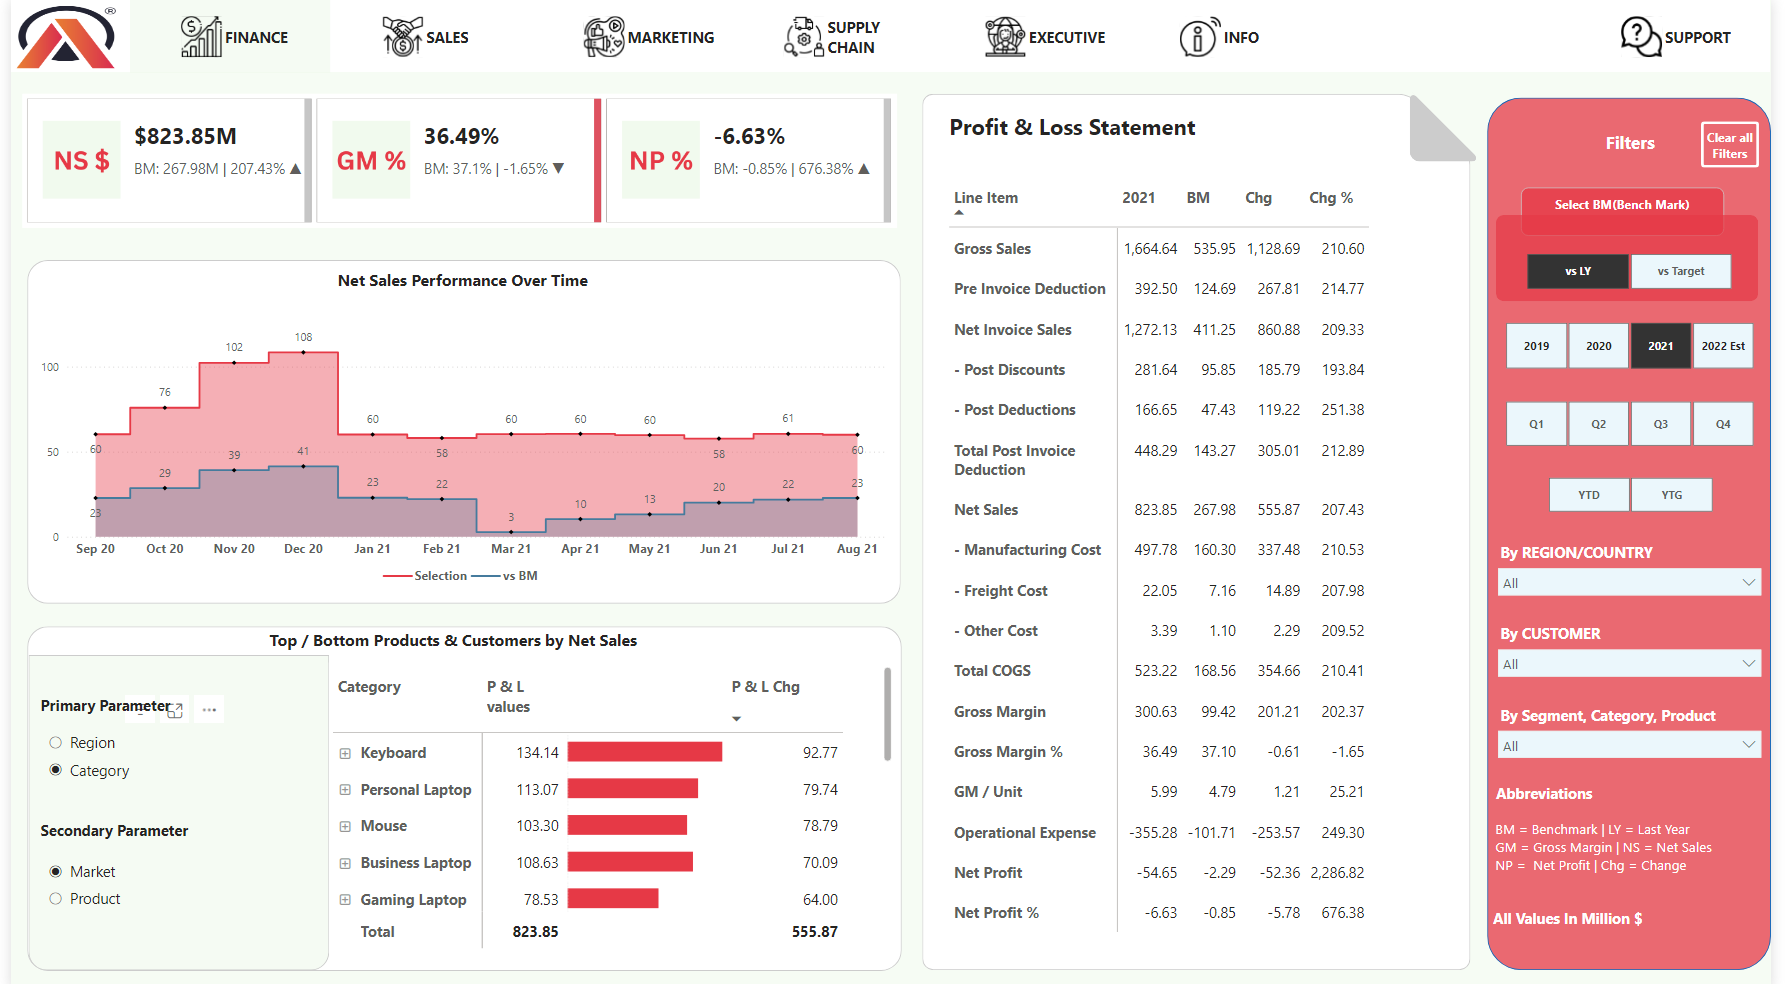 ®
FINANCE
SALES
MARKETING
SUPPLY
CHAIN
EXECUTIVE
INFO
SUPPORT
NS $
$823.85M
BM: 267.98M | 207.43% ▲
GM %
36.49%
BM: 37.1% | -1.65% ▼
NP %
-6.63%
BM: -0.85% | 676.38% ▲
Net Sales Performance Over Time
100
50
0
60 76 102 108 60 58 60 60 60 58 61 60
23 29 39 41 23 22 3 10 13 20 22 23
Sep 20 Oct 20 Nov 20 Dec 20 Jan 21 Feb 21 Mar 21 Apr 21 May 21 Jun 21 Jul 21 Aug 21
Selection vs BM
Top / Bottom Products & Customers by Net Sales
Primary Parameter
Region
Category
Secondary Parameter
Market
Product
Category P & L values P & L Chg
Keyboard 134.14 92.77
Personal Laptop 113.07 79.74
Mouse 103.30 78.79
Business Laptop 108.63 70.09
Gaming Laptop 78.53 64.00
Total 823.85 555.87
Profit & Loss Statement
Line Item 2021 BM Chg Chg %
Gross Sales 1,664.64 535.95 1,128.69 210.60
Pre Invoice Deduction 392.50 124.69 267.81 214.77
Net Invoice Sales 1,272.13 411.25 860.88 209.33
- Post Discounts 281.64 95.85 185.79 193.84
- Post Deductions 166.65 47.43 119.22 251.38
Total Post Invoice Deduction 448.29 143.27 305.01 212.89
Net Sales 823.85 267.98 555.87 207.43
- Manufacturing Cost 497.78 160.30 337.48 210.53
- Freight Cost 22.05 7.16 14.89 207.98
- Other Cost 3.39 1.10 2.29 209.52
Total COGS 523.22 168.56 354.66 210.41
Gross Margin 300.63 99.42 201.21 202.37
Gross Margin % 36.49 37.10 -0.61 -1.65
GM / Unit 5.99 4.79 1.21 25.21
Operational Expense -355.28 -101.71 -253.57 249.30
Net Profit -54.65 -2.29 -52.36 2,286.82
Net Profit % -6.63 -0.85 -5.78 676.38
Filters
Clear all
Filters
Select BM(Bench Mark)
vs LY vs Target
2019 2020 2021 2022 Est
Q1 Q2 Q3 Q4
YTD YTG
By REGION/COUNTRY
All
By CUSTOMER
All
By Segment, Category, Product
All
Abbreviations
BM = Benchmark | LY = Last Year
GM = Gross Margin | NS = Net Sales
NP = Net Profit | Chg = Change
All Values In Million $